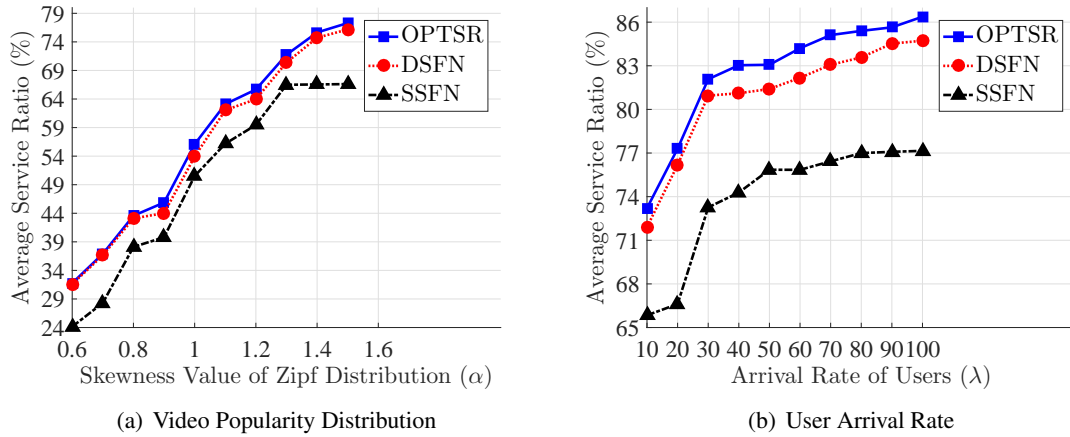 Average Service Ratio (%)
79
74
69
64
59
54
49
44
39
34
29
24
0.6 0.8 1 1.2 1.4 1.6
Skewness Value of Zipf Distribution (α)
OPTSR
DSFN
SSFN
(a) Video Popularity Distribution
Average Service Ratio (%)
86
83
80
77
74
71
68
65
10 20 30 40 50 60 70 80 90 100
Arrival Rate of Users (λ)
OPTSR
DSFN
SSFN
(b) User Arrival Rate